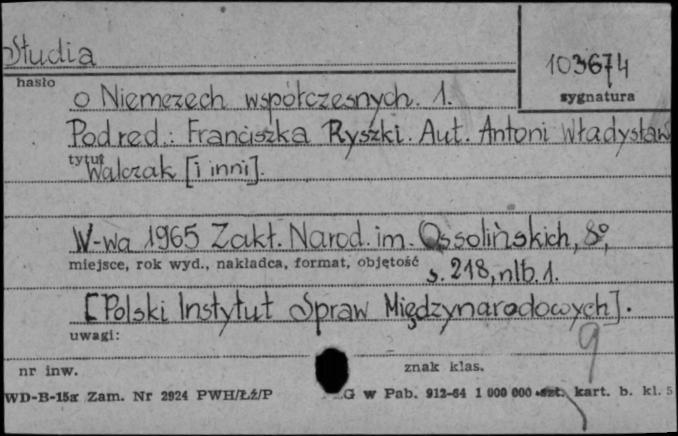 Studia
103674
hasło
sygnatura
o Niemczech współczesnych. 1.
Pod red.: Franciszka Ryszki. Aut. Antoni Władysław
tytuł
Walczak [i inni].
W-wa 1965 Zakł. Narod. im. Ossolińskich, 8°,
miejsce, rok wyd., nakładca, format, objętość
s. 218, nlb. 1.
[Polski Instytut Spraw Międzynarodowych].
uwagi:
9
nr inw.
znak klas.
WD-B-15a Zam. Nr 2924 PWH/Łż/P
G w Pab. 912-64 1 000 000 szt. kart. b. kl. 5